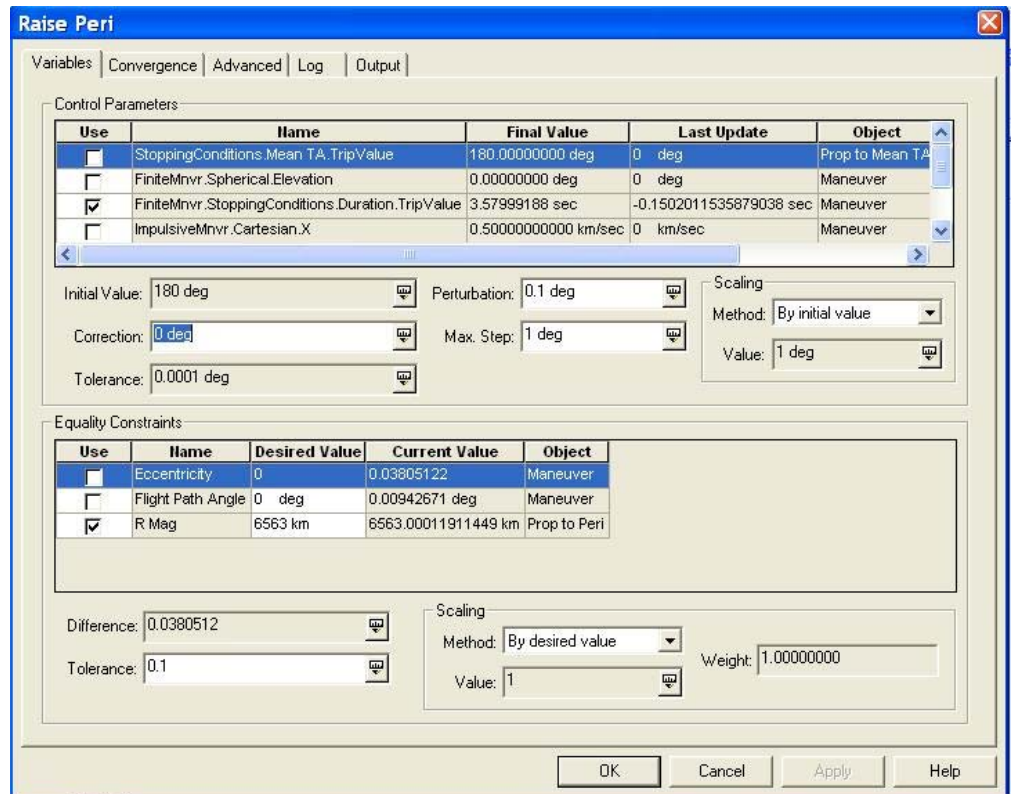 Raise Peri
Variables Convergence Advanced Log Output
Control Parameters
Use Name Final Value Last Update Object
StoppingConditions.Mean TA.TripValue 180.00000000 deg 0 deg Prop to Mean TA
FiniteMnvr.Spherical.Elevation 0.00000000 deg 0 deg Maneuver
FiniteMnvr.StoppingConditions.Duration.TripValue 3.57999188 sec -0.1502011535879038 sec Maneuver
ImpulsiveMnvr.Cartesian.X 0.50000000000 km/sec 0 km/sec Maneuver
Initial Value: 180 deg Perturbation: 0.1 deg Scaling
Method: By initial value
Correction: 0 deg Max. Step: 1 deg
Value: 1 deg
Tolerance: 0.0001 deg
Equality Constraints
Use Name Desired Value Current Value Object
Eccentricity 0 0.03805122 Maneuver
Flight Path Angle 0 deg 0.00942671 deg Maneuver
R Mag 6563 km 6563.00011911449 km Prop to Peri
Difference: 0.0380512 Scaling
Method: By desired value
Tolerance: 0.1 Weight: 1.00000000
Value: 1
OK Cancel Apply Help